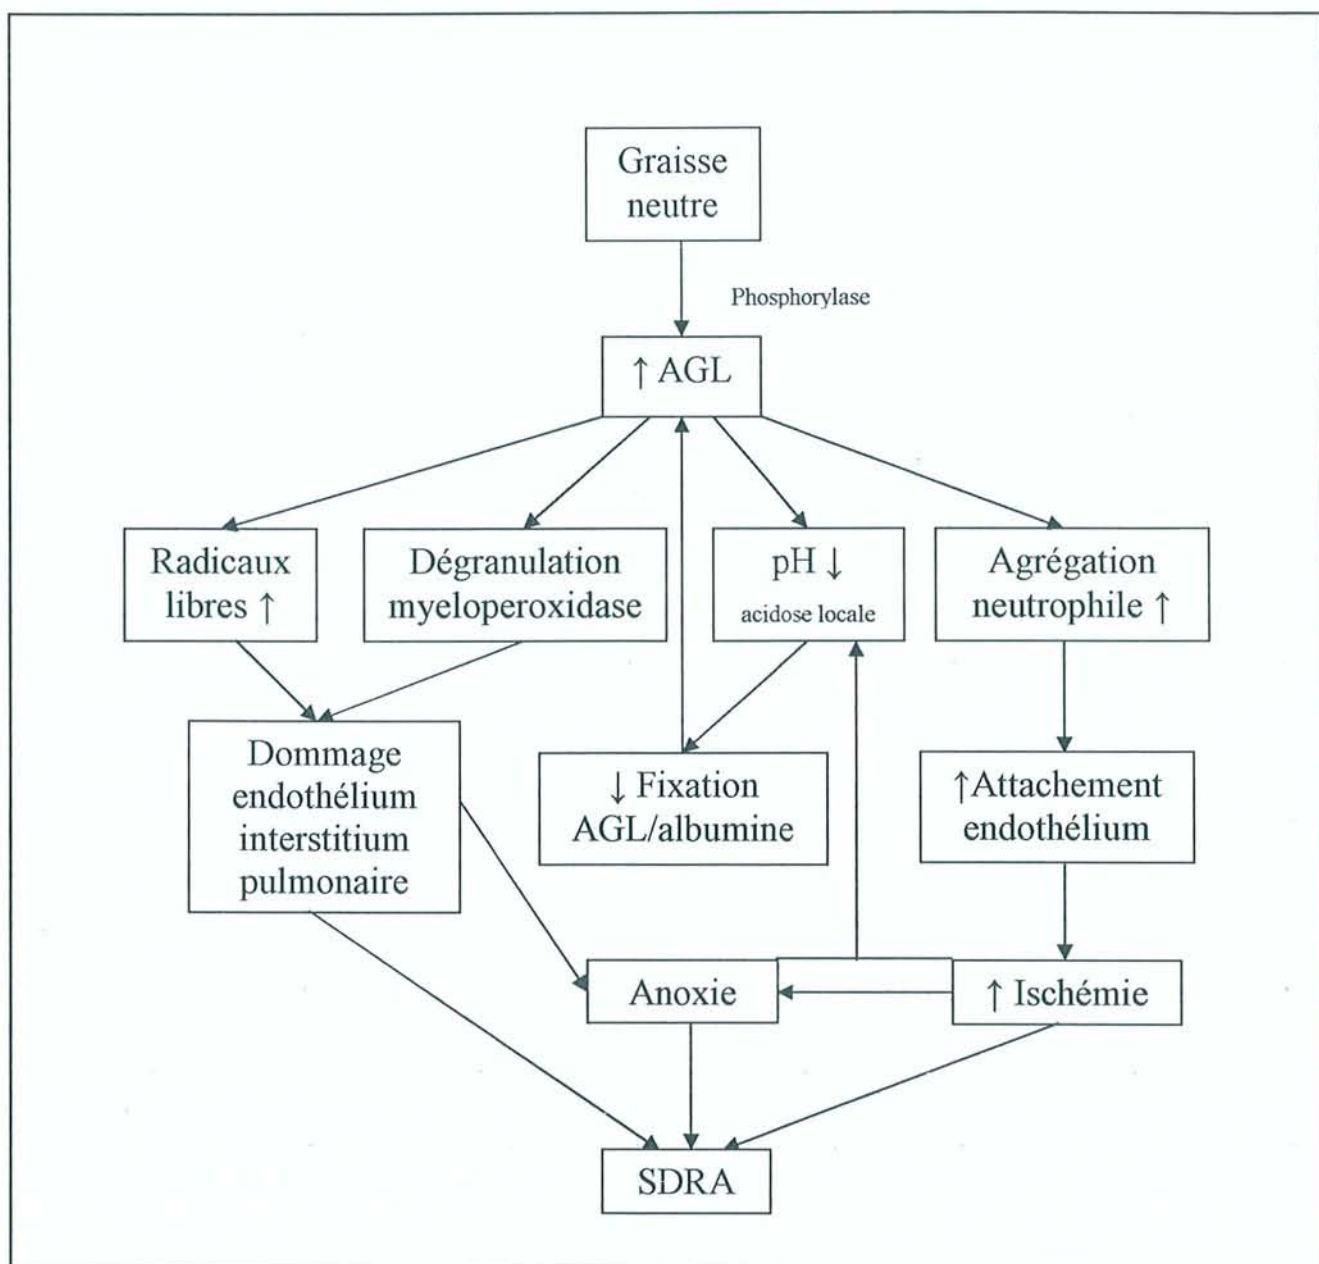 Graisse
neutre
Phosphorylase
↑ AGL
Radicaux
libres ↑
Dégranulation
myeloperoxidase
pH ↓
acidose locale
Agrégation
neutrophile ↑
Dommage
endothélium
interstitium
pulmonaire
↓ Fixation
AGL/albumine
↑Attachement
endothélium
Anoxie
↑ Ischémie
SDRA